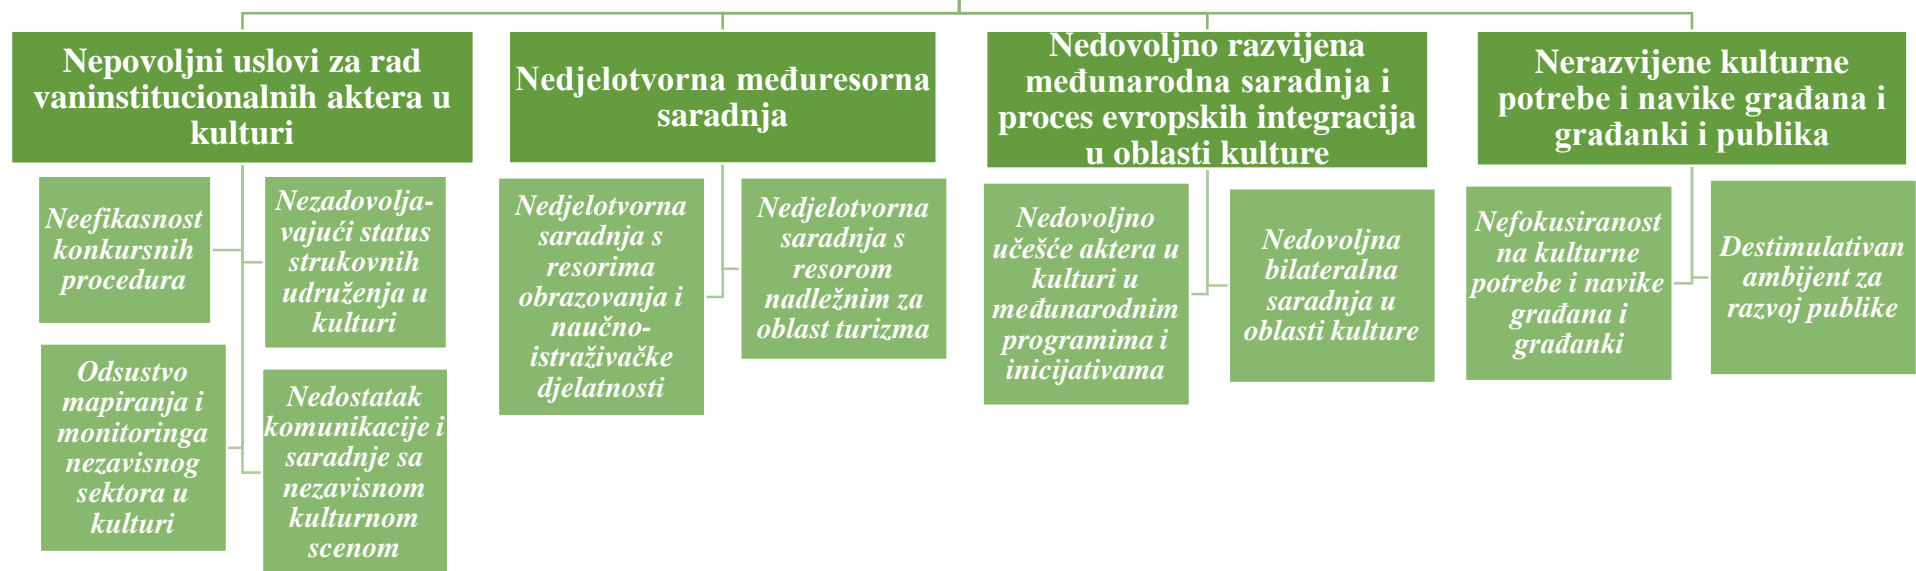 Nepovoljni uslovi za rad
vaninstitucionalnih aktera u
kulturi
Neefikasnost
konkursnih
procedura
Nezadovolja-
vajući status
strukovnih
udruženja u
kulturi
Odsustvo
mapiranja i
monitoringa
nezavisnog
sektora u
kulturi
Nedostatak
komunikacije i
saradnje sa
nezavisnom
kulturnom
scenom
Nedjelotvorna međuresorna
saradnja
Nedjelotvorna
saradnja s
resorima
obrazovanja i
naučno-
istraživačke
djelatnosti
Nedjelotvorna
saradnja s
resorom
nadležnim za
oblast turizma
Nedovoljno razvijena
međunarodna saradnja i
proces evropskih integracija
u oblasti kulture
Nedovoljno
učešće aktera u
kulturi u
međunarodnim
programima i
inicijativama
Nedovoljna
bilateralna
saradnja u
oblasti kulture
Nerazvijene kulturne
potrebe i navike građana i
građanki i publika
Nefokusiranost
na kulturne
potrebe i navike
građana i
građanki
Destimulativan
ambijent za
razvoj publike